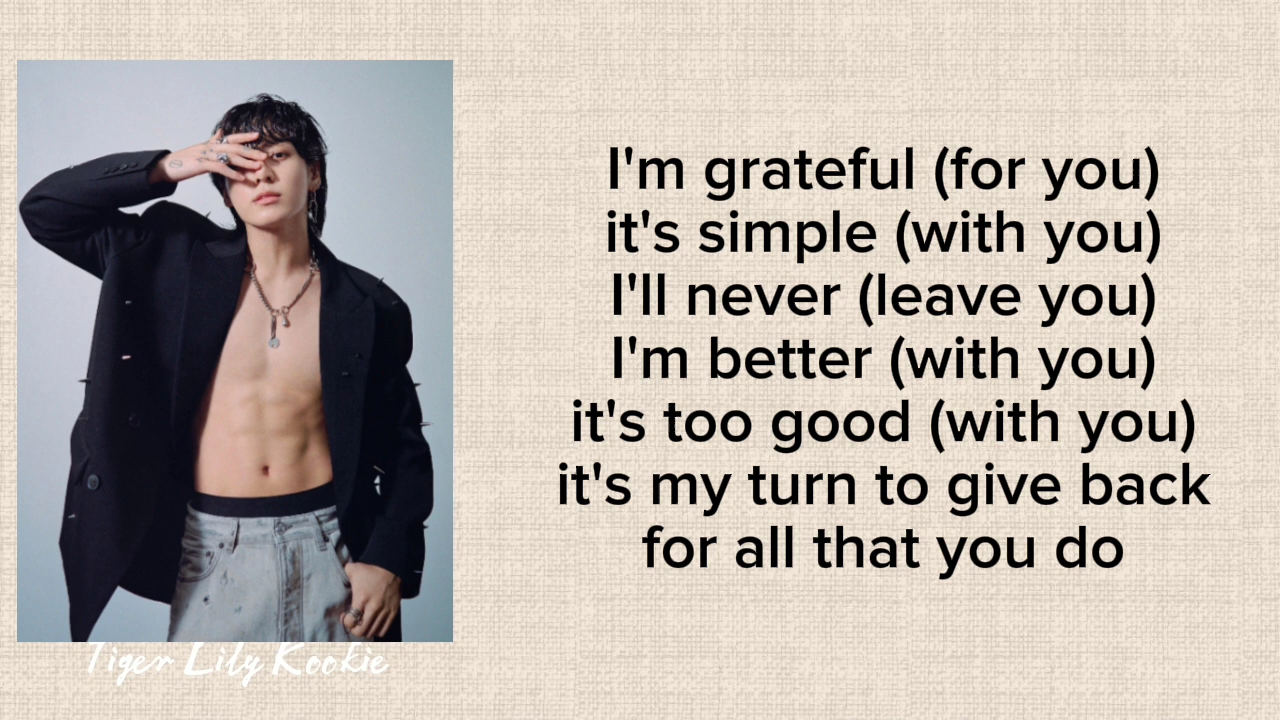 I'm grateful (for you)
it's simple (with you)
I'll never (leave you)
I'm better (with you)
it's too good (with you)
it's my turn to give back
for all that you do
Tiger Lily Kookie